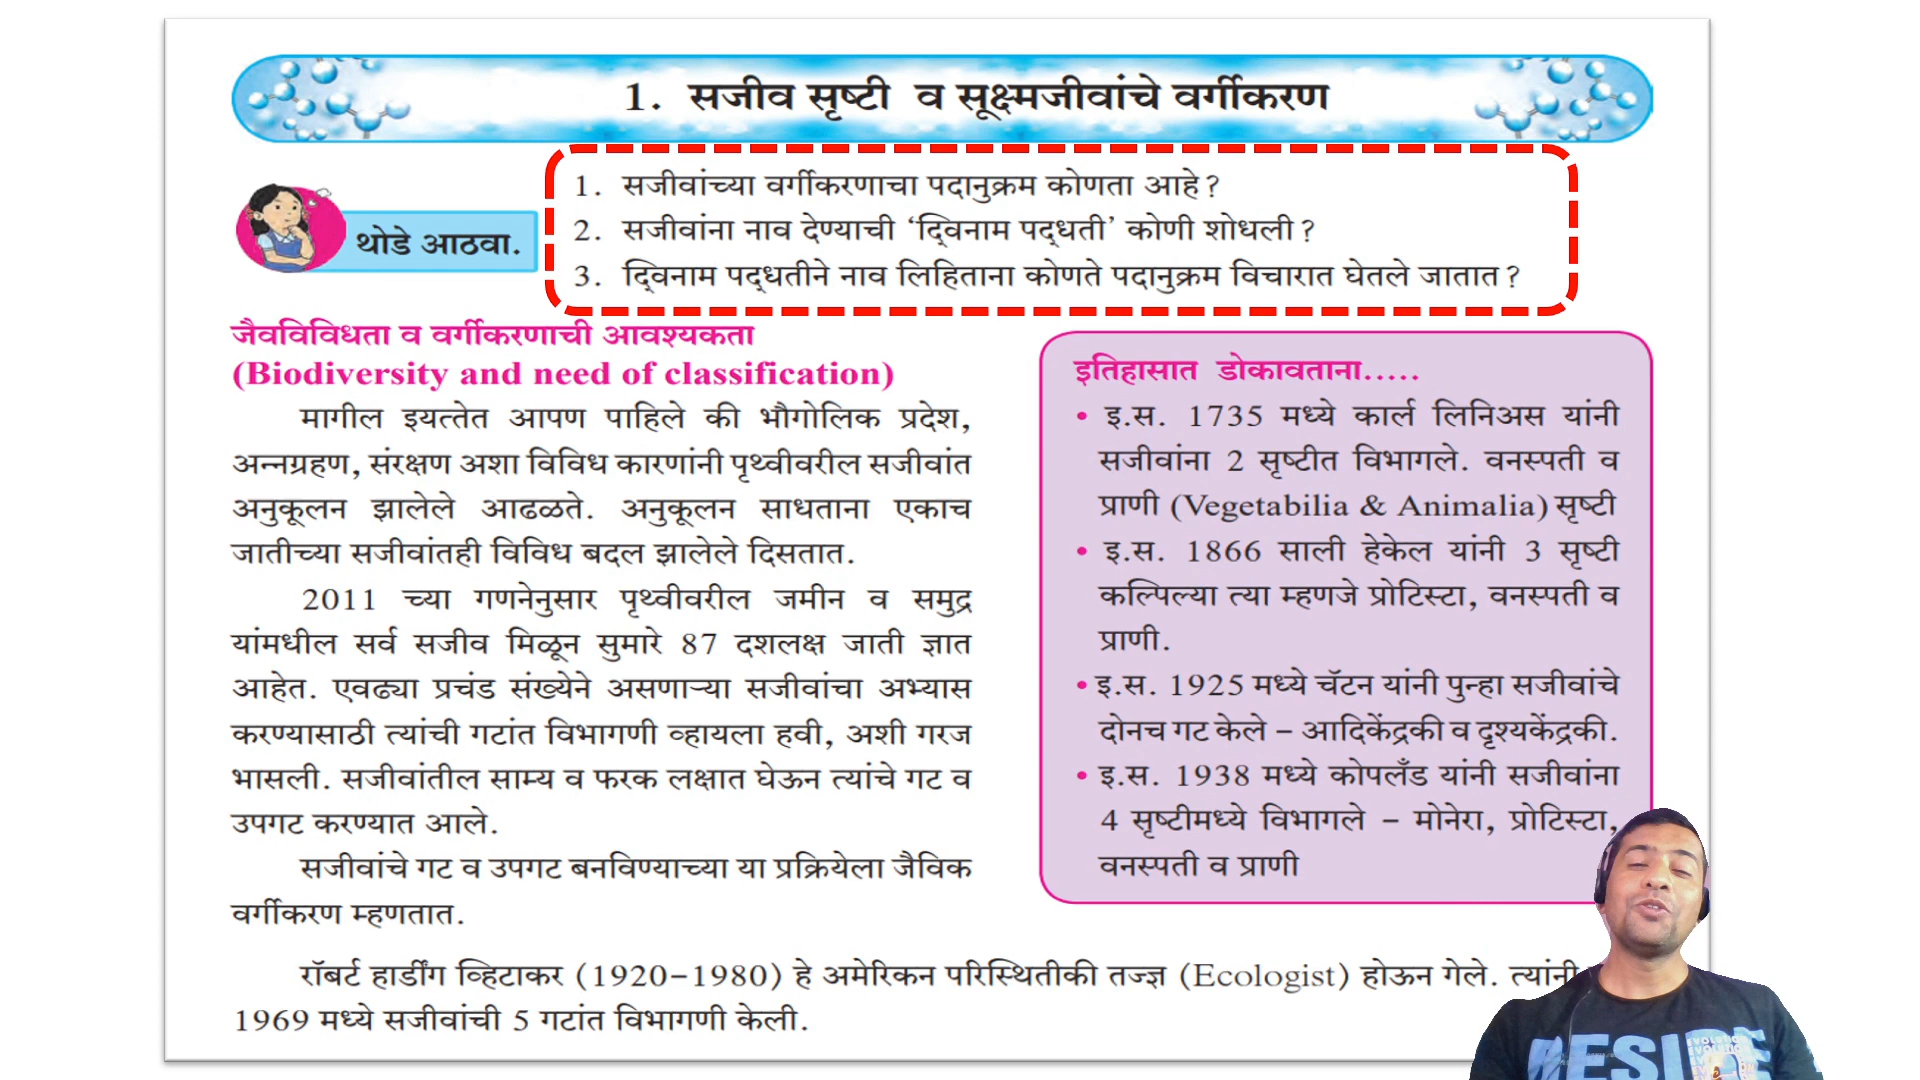 1. सजीव सृष्टी व सूक्ष्मजीवांचे वर्गीकरण
थोडे आठवा.
1. सजीवांच्या वर्गीकरणाचा पदानुक्रम कोणता आहे?
2. सजीवांना नाव देण्याची ‘द्‌विनाम पद्धती’ कोणी शोधली?
3. द्‌विनाम पद्धतीने नाव लिहिताना कोणते पदानुक्रम विचारात घेतले जातात?
जैवविविधता व वर्गीकरणाची आवश्यकता
(Biodiversity and need of classification)
मागील इयत्तेत आपण पाहिले की भौगोलिक प्रदेश,
अन्नग्रहण, संरक्षण अशा विविध कारणांनी पृथ्वीवरील सजीवांत
अनुकूलन झालेले आढळते. अनुकूलन साधताना एकाच
जातीच्या सजीवांतही विविध बदल झालेले दिसतात.
2011 च्या गणनेनुसार पृथ्वीवरील जमीन व समुद्र
यांमधील सर्व सजीव मिळून सुमारे 87 दशलक्ष जाती ज्ञात
आहेत. एवढ्या प्रचंड संख्येने असणाऱ्या सजीवांचा अभ्यास
करण्यासाठी त्यांची गटांत विभागणी व्हायला हवी, अशी गरज
भासली. सजीवांतील साम्य व फरक लक्षात घेऊन त्यांचे गट व
उपगट करण्यात आले.
सजीवांचे गट व उपगट बनविण्याच्या या प्रक्रियेला जैविक
वर्गीकरण म्हणतात.
इतिहासात डोकावताना.....
• इ.स. 1735 मध्ये कार्ल लिनिअस यांनी
सजीवांना 2 सृष्टीत विभागले. वनस्पती व
प्राणी (Vegetabilia & Animalia) सृष्टी
• इ.स. 1866 साली हेकेल यांनी 3 सृष्टी
कल्पिल्या त्या म्हणजे प्रोटिस्टा, वनस्पती व
प्राणी.
• इ.स. 1925 मध्ये चॅटन यांनी पुन्हा सजीवांचे
दोनच गट केले – आदिकेंद्रकी व दृश्यकेंद्रकी.
• इ.स. 1938 मध्ये कोपलँड यांनी सजीवांना
4 सृष्टीमध्ये विभागले – मोनेरा, प्रोटिस्टा,
वनस्पती व प्राणी
रॉबर्ट हार्डींग व्हिटाकर (1920–1980) हे अमेरिकन परिस्थितीकी तज्ज्ञ (Ecologist) होऊन गेले. त्यांनी
1969 मध्ये सजीवांची 5 गटांत विभागणी केली.